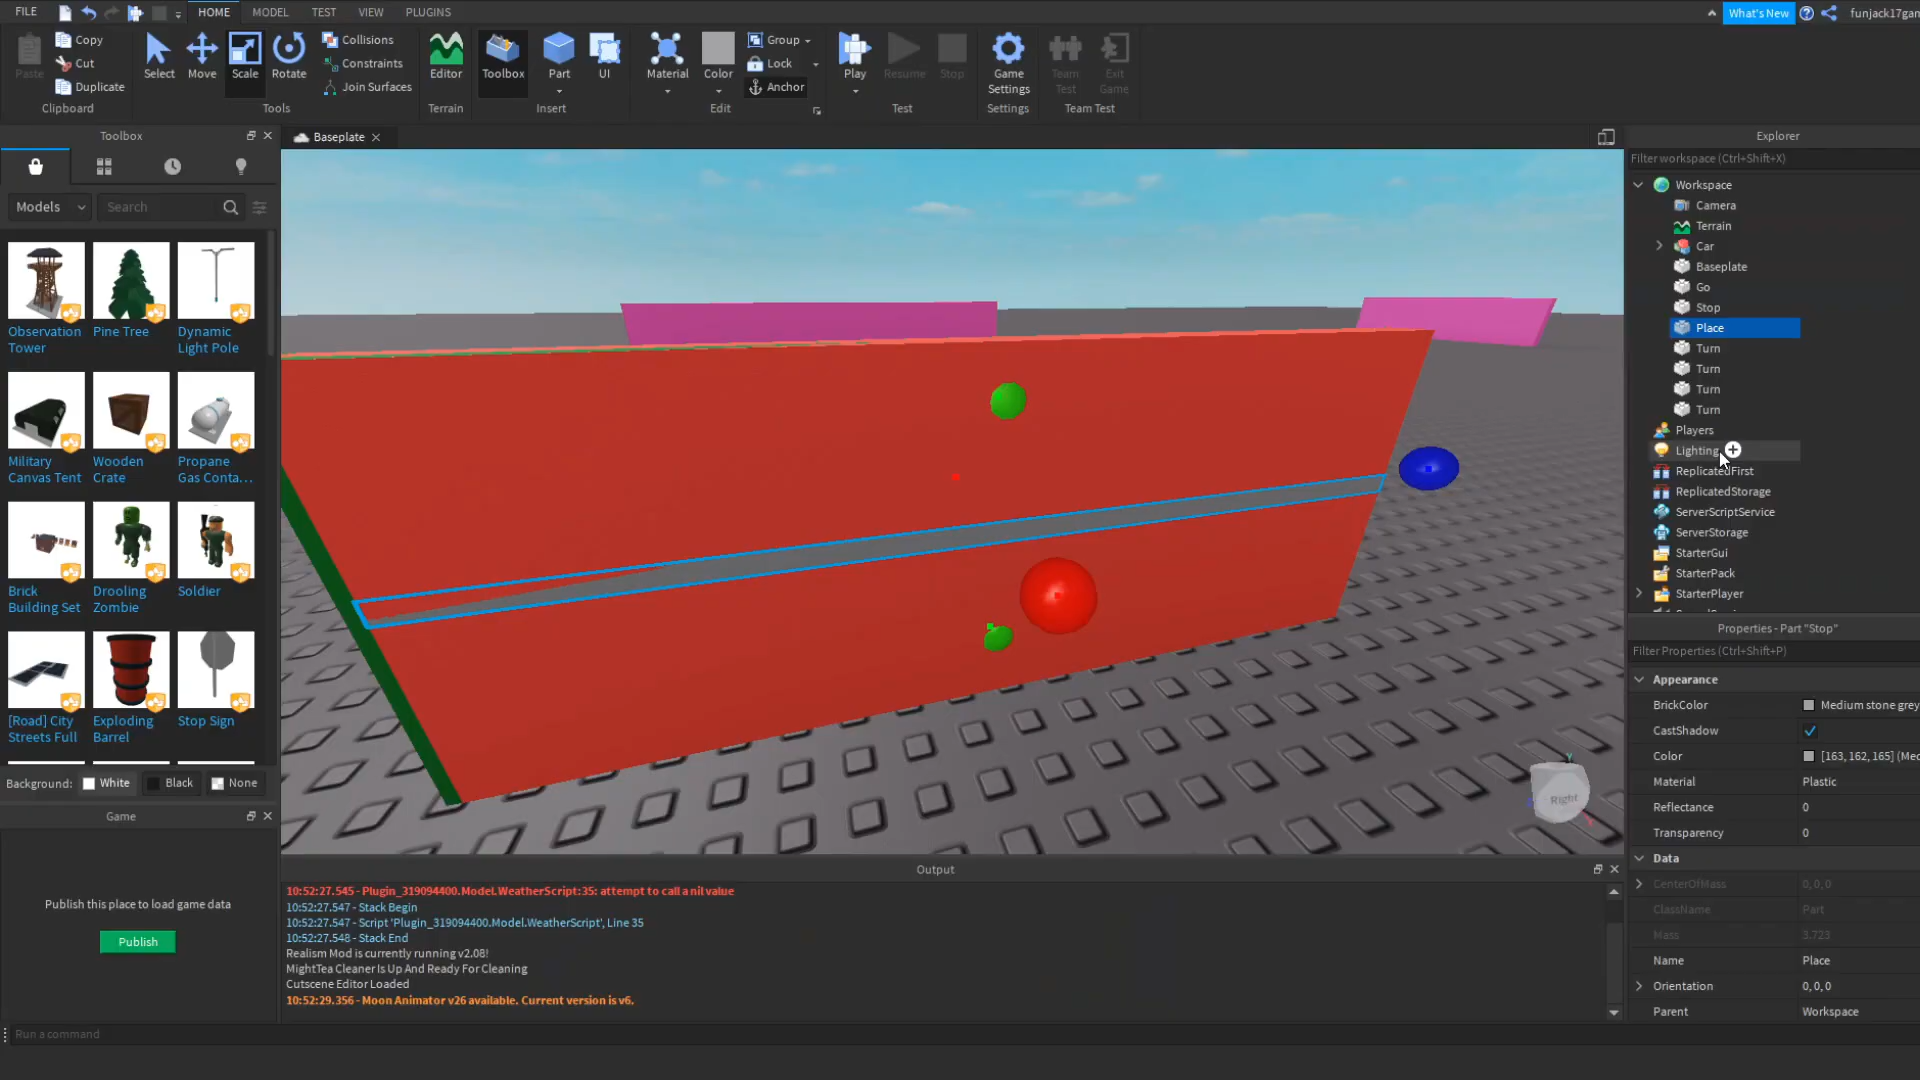 FILE
HOME
MODEL
TEST
VIEW
PLUGINS
What's New
funjack17gam
Paste
Copy
Cut
Duplicate
Clipboard
Select
Move
Scale
Rotate
Collisions
Constraints
Join Surfaces
Tools
Editor
Terrain
Toolbox
Part
UI
Insert
Material
Color
Group
Lock
Anchor
Edit
Play
Resume
Stop
Test
Game
Settings
Settings
Team
Test
Exit
Game
Team Test
Toolbox
Models
Search
Observation
Tower
Pine Tree
Dynamic
Light Pole
Military
Canvas Tent
Wooden
Crate
Propane
Gas Conta...
Brick
Building Set
Drooling
Zombie
Soldier
[Road] City
Streets Full
Exploding
Barrel
Stop Sign
Background:
White
Black
None
Game
Publish this place to load game data
Publish
Baseplate
Right
Y
Output
10:52:27.545 - Plugin_319094400.Model.WeatherScript:35: attempt to call a nil value
10:52:27.547 - Stack Begin
10:52:27.547 - Script 'Plugin_319094400.Model.WeatherScript', Line 35
10:52:27.548 - Stack End
Realism Mod is currently running v2.08!
MightTea Cleaner Is Up And Ready For Cleaning
Cutscene Editor Loaded
10:52:29.356 - Moon Animator v26 available. Current version is v6.
Run a command
Explorer
Filter workspace (Ctrl+Shift+X)
Workspace
Camera
Terrain
Car
Baseplate
Go
Stop
Place
Turn
Turn
Turn
Turn
Players
Lighting
ReplicatedFirst
ReplicatedStorage
ServerScriptService
ServerStorage
StarterGui
StarterPack
StarterPlayer
Properties - Part "Stop"
Filter Properties (Ctrl+Shift+P)
Appearance
BrickColor Medium stone grey
CastShadow
Color [163, 162, 165] (Med
Material Plastic
Reflectance 0
Transparency 0
Data
CenterOfMass 0, 0, 0
ClassName Part
Mass 3.723
Name Place
Orientation 0, 0, 0
Parent Workspace